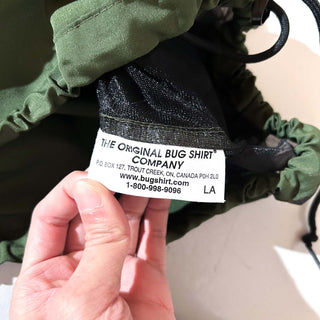 THE ORIGINAL BUG SHIRT®
COMPANY
P.O. BOX 127, TROUT CREEK, ON, CANADA P0H 2L0
www.bugshirt.com
1-800-998-9096
LA